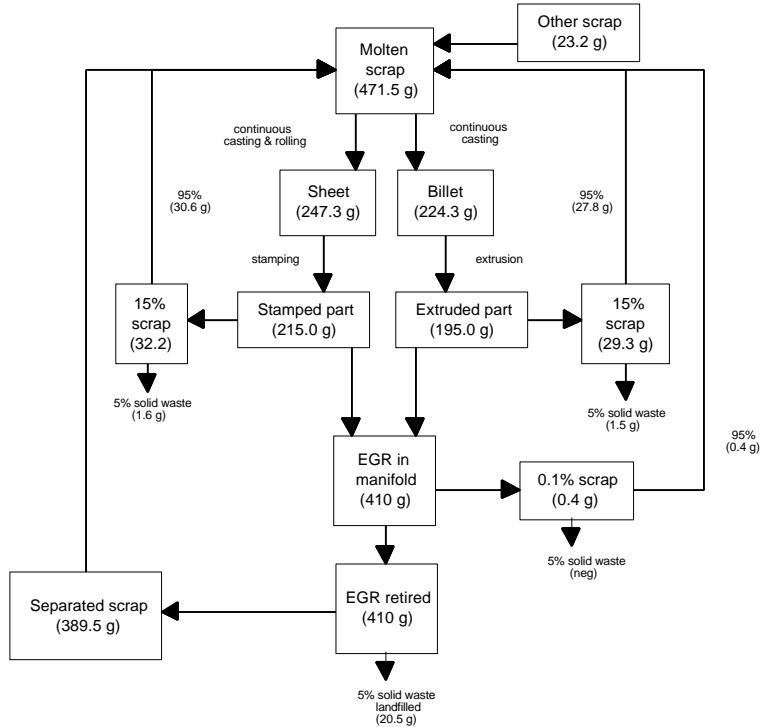 Other scrap
(23.2 g)
Molten
scrap
(471.5 g)
continuous
casting & rolling
continuous
casting
95%
(30.6 g)
Sheet
(247.3 g)
Billet
(224.3 g)
95%
(27.8 g)
stamping
extrusion
15%
scrap
(32.2)
Stamped part
(215.0 g)
Extruded part
(195.0 g)
15%
scrap
(29.3 g)
5% solid waste
(1.6 g)
5% solid waste
(1.5 g)
95%
(0.4 g)
EGR in
manifold
(410 g)
0.1% scrap
(0.4 g)
5% solid waste
(neg)
Separated scrap
(389.5 g)
EGR retired
(410 g)
5% solid waste
landfilled
(20.5 g)